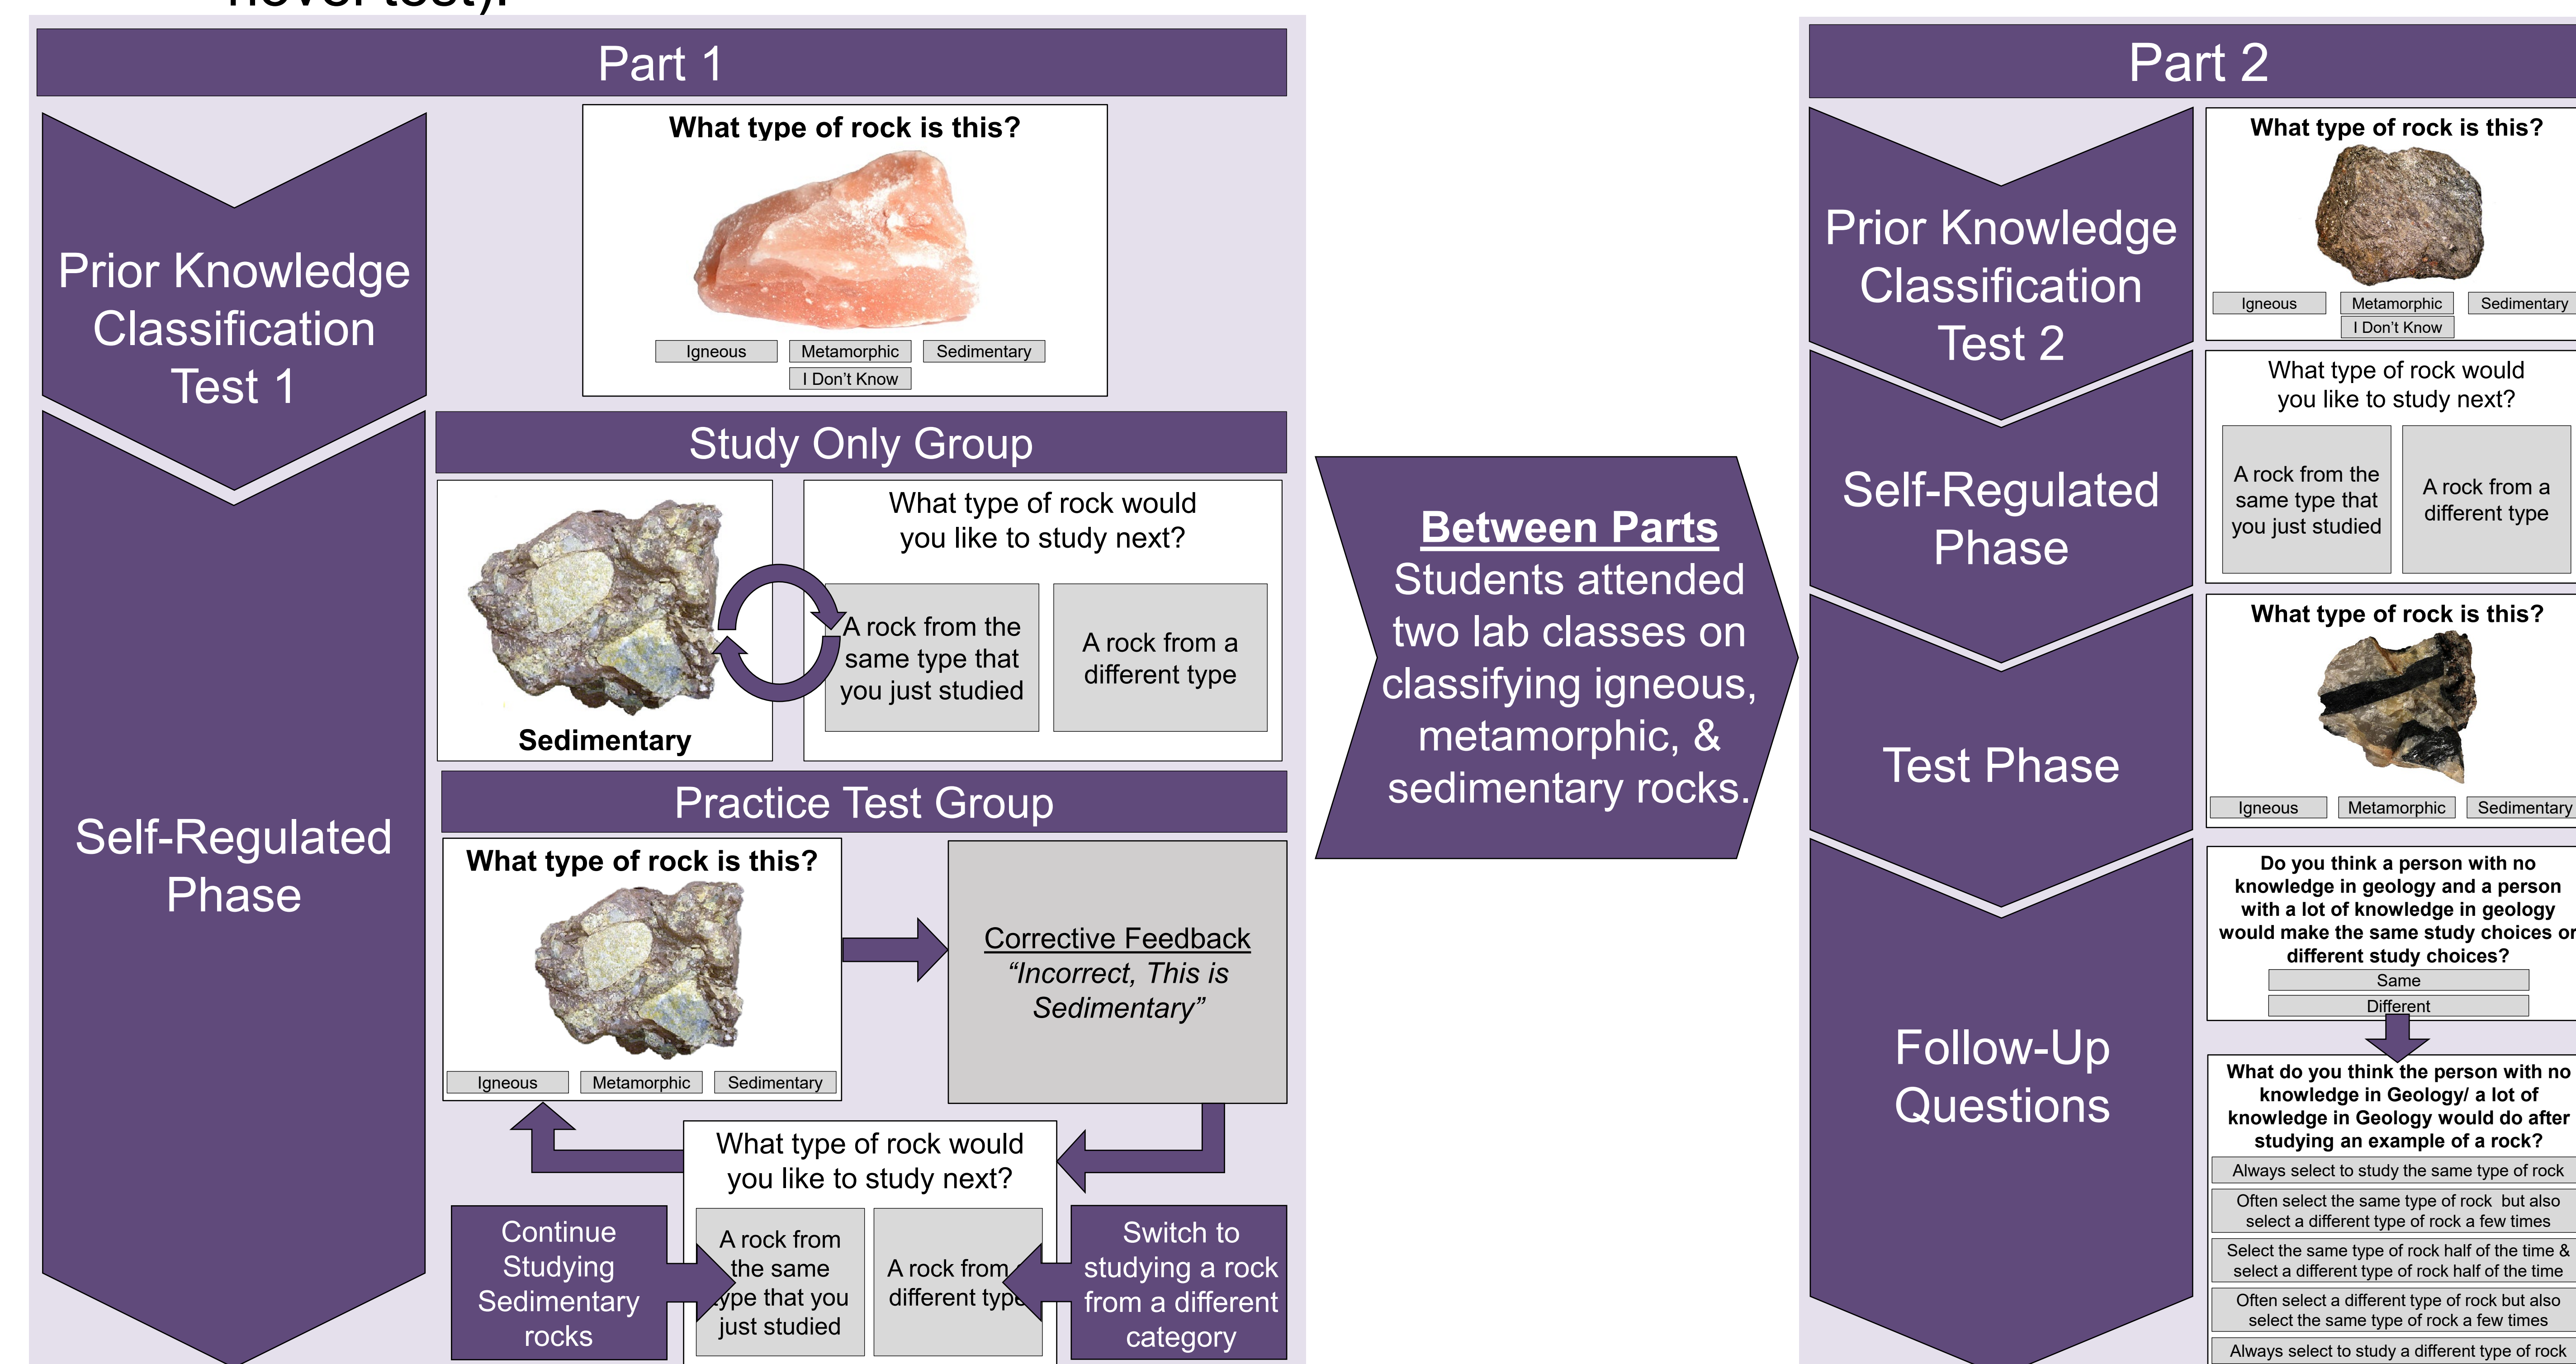 novel test).
Part 1
Prior Knowledge
Classification
Test 1
What type of rock is this?
Igneous
Metamorphic
Sedimentary
I Don't Know
Self-Regulated
Phase
Study Only Group
Sedimentary
What type of rock would
you like to study next?
A rock from the
same type that
you just studied
A rock from a
different type
Practice Test Group
What type of rock is this?
Igneous
Metamorphic
Sedimentary
Corrective Feedback
“Incorrect, This is
Sedimentary”
What type of rock would
you like to study next?
Continue
Studying
Sedimentary
rocks
A rock from
the same
type that you
just studied
A rock from
different type
Switch to
studying a rock
from a different
category
Between Parts
Students attended
two lab classes on
classifying igneous,
metamorphic, &
sedimentary rocks.
Part 2
Prior Knowledge
Classification
Test 2
What type of rock is this?
Igneous
Metamorphic
Sedimentary
I Don't Know
Self-Regulated
Phase
What type of rock would
you like to study next?
A rock from the
same type that
you just studied
A rock from a
different type
Test Phase
What type of rock is this?
Igneous
Metamorphic
Sedimentary
Follow-Up
Questions
Do you think a person with no
knowledge in geology and a person
with a lot of knowledge in geology
would make the same study choices or
different study choices?
Same
Different
What do you think the person with no
knowledge in Geology/ a lot of
knowledge in Geology would do after
studying an example of a rock?
Always select to study the same type of rock
Often select the same type of rock but also
select a different type of rock a few times
Select the same type of rock half of the time &
select a different type of rock half of the time
Often select a different type of rock but also
select the same type of rock a few times
Always select to study a different type of rock